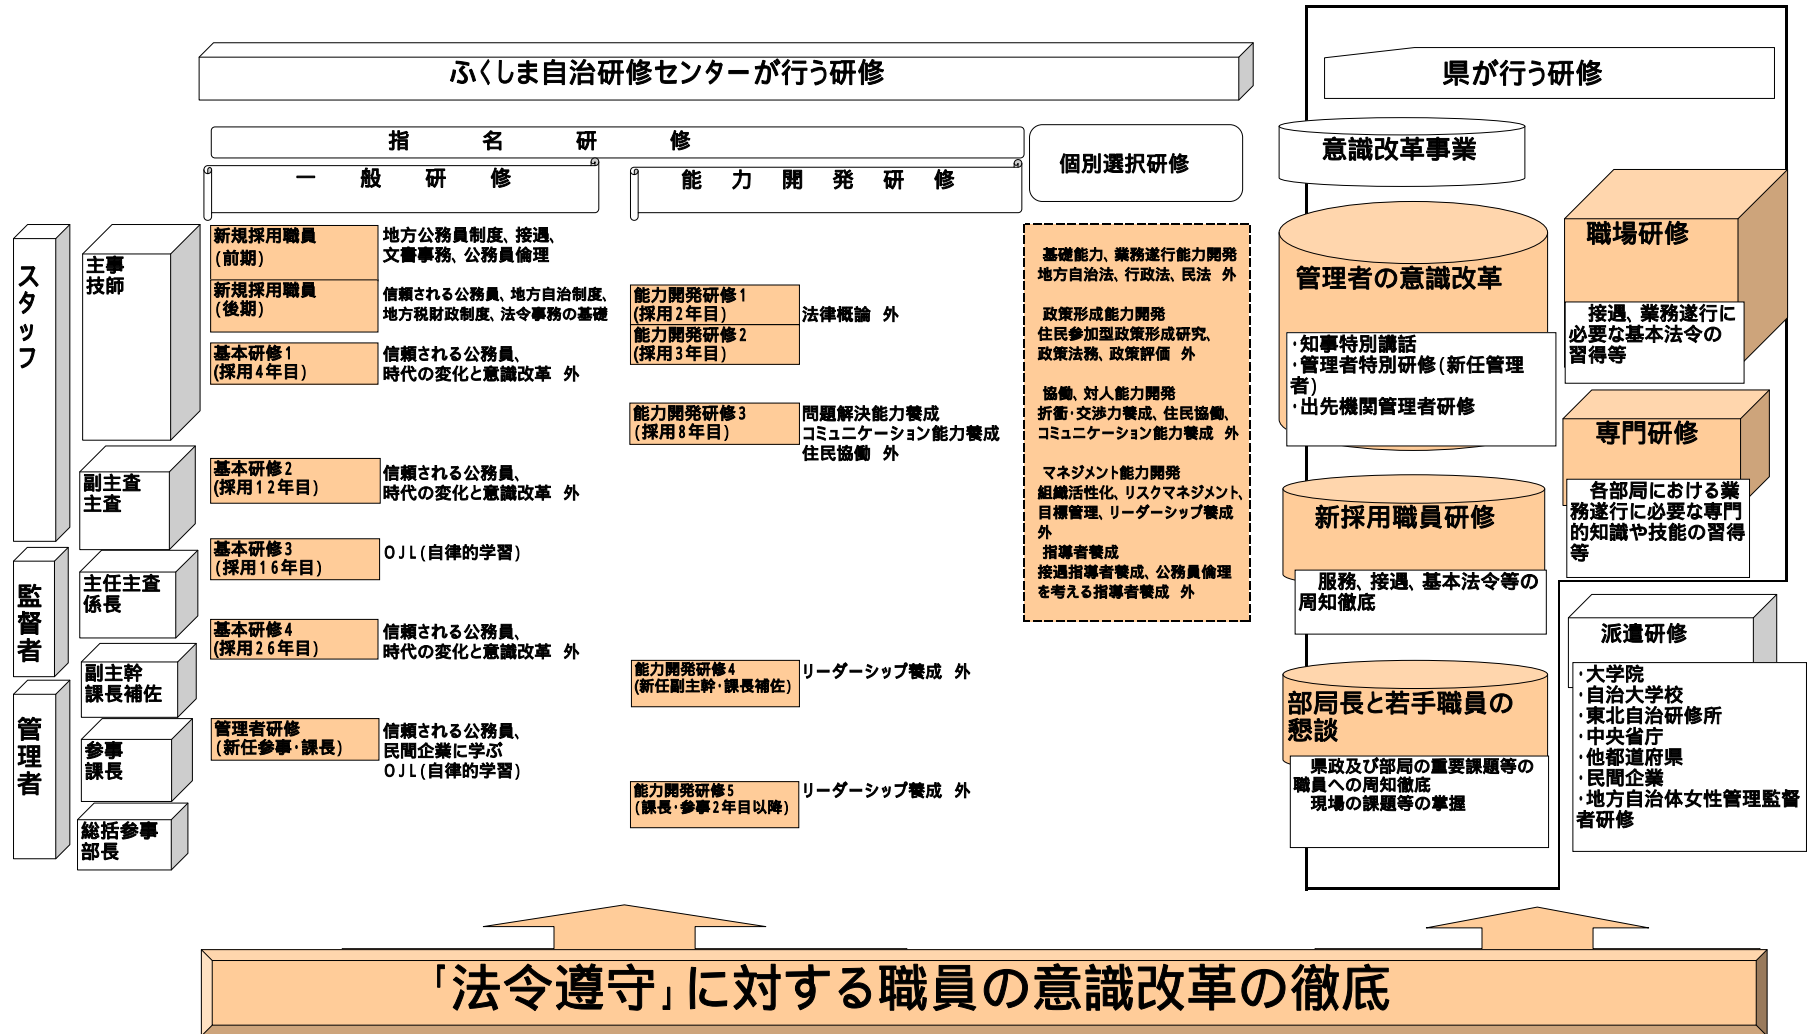 ふくしま自治研修センターが行う研修
県が行う研修
指名研修
一般研修
能力開発研修
個別選択研修
意識改革事業
スタッフ
監督者
管理者
主事
技師
副主査
主査
主任主査
係長
副主幹
課長補佐
参事
課長
総括参事
部長
新規採用職員
(前期)
地方公務員制度、接遇、
文書事務、公務員倫理
新規採用職員
(後期)
信頼される公務員、地方自治制度、
地方税財政制度、法令事務の基礎
基本研修1
(採用4年目)
信頼される公務員、
時代の変化と意識改革 外
基本研修2
(採用12年目)
信頼される公務員、
時代の変化と意識改革 外
基本研修3
(採用16年目)
OJL(自律的学習)
基本研修4
(採用26年目)
信頼される公務員、
時代の変化と意識改革 外
管理者研修
(新任参事・課長)
信頼される公務員、
民間企業に学ぶ
OJL(自律的学習)
能力開発研修1
(採用2年目)
法律概論 外
能力開発研修2
(採用3年目)
能力開発研修3
(採用8年目)
問題解決能力養成
コミュニケーション能力養成
住民協働 外
能力開発研修4
(新任副主幹・課長補佐)
リーダーシップ養成 外
能力開発研修5
(課長・参事2年目以降)
リーダーシップ養成 外
基礎能力、業務遂行能力開発
地方自治法、行政法、民法 外
政策形成能力開発
住民参加型政策形成研究、
政策法務、政策評価 外
協働、対人能力開発
折衝・交渉力養成、住民協働、
コミュニケーション能力養成 外
マネジメント能力開発
組織活性化、リスクマネジメント、
目標管理、リーダーシップ養成
外
指導者養成
接遇指導者養成、公務員倫理
を考える指導者養成 外
管理者の意識改革
・知事特別講話
・管理者特別研修(新任管理
者)
・出先機関管理者研修
新採用職員研修
服務、接遇、基本法令等の
周知徹底
部局長と若手職員の
懇談
県政及び部局の重要課題等の
職員への周知徹底
現場の課題等の掌握
職場研修
接遇、業務遂行に
必要な基本法令の
習得等
専門研修
各部局における業
務遂行に必要な専門
的知識や技能の習得
等
派遣研修
・大学院
・自治大学校
・東北自治研修所
・中央省庁
・他都道府県
・民間企業
・地方自治体女性管理監督
者研修
「法令遵守」に対する職員の意識改革の徹底